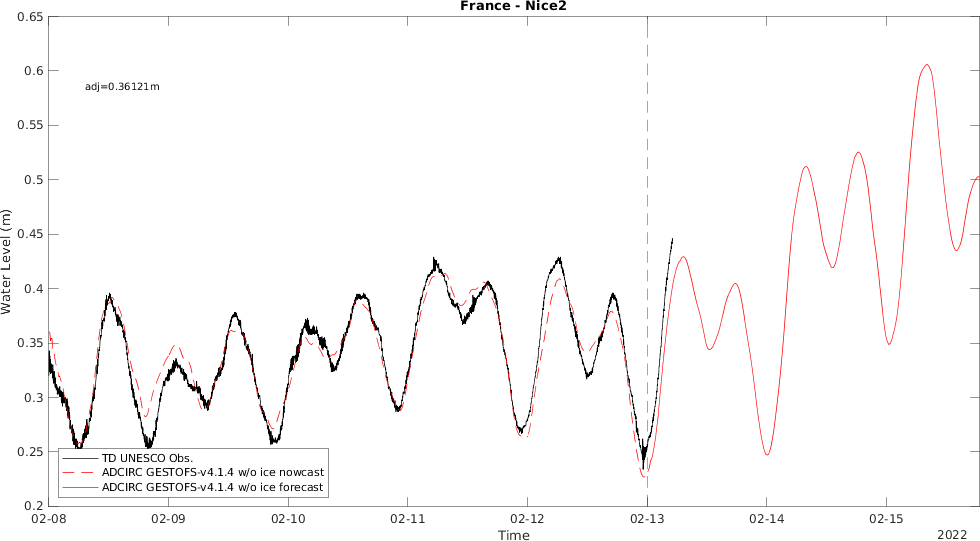 France - Nice2
0.65
0.6
0.55
0.5
0.45
0.4
0.35
0.3
0.25
0.2
Water Level (m)
adj=0.36121m
TD UNESCO Obs.
ADCIRC GESTOFS-v4.1.4 w/o ice nowcast
ADCIRC GESTOFS-v4.1.4 w/o ice forecast
02-08 02-09 02-10 02-11 02-12 02-13 02-14 02-15
Time
2022